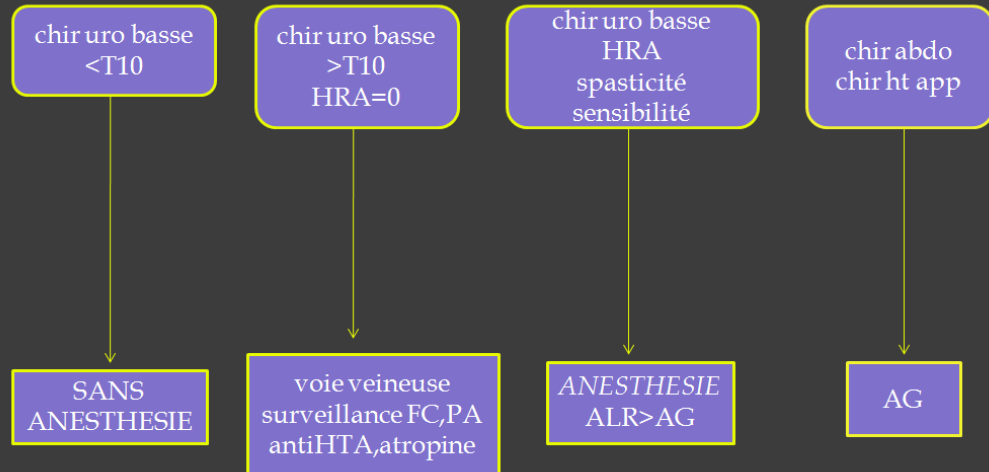 chir uro basse
<T10
chir uro basse
>T10
HRA=0
chir uro basse
HRA
spasticité
sensibilité
chir abdo
chir ht app
SANS
ANESTHESIE
voie veineuse
surveillance FC,PA
antiHTA,atropine
ANESTHESIE
ALR>AG
AG